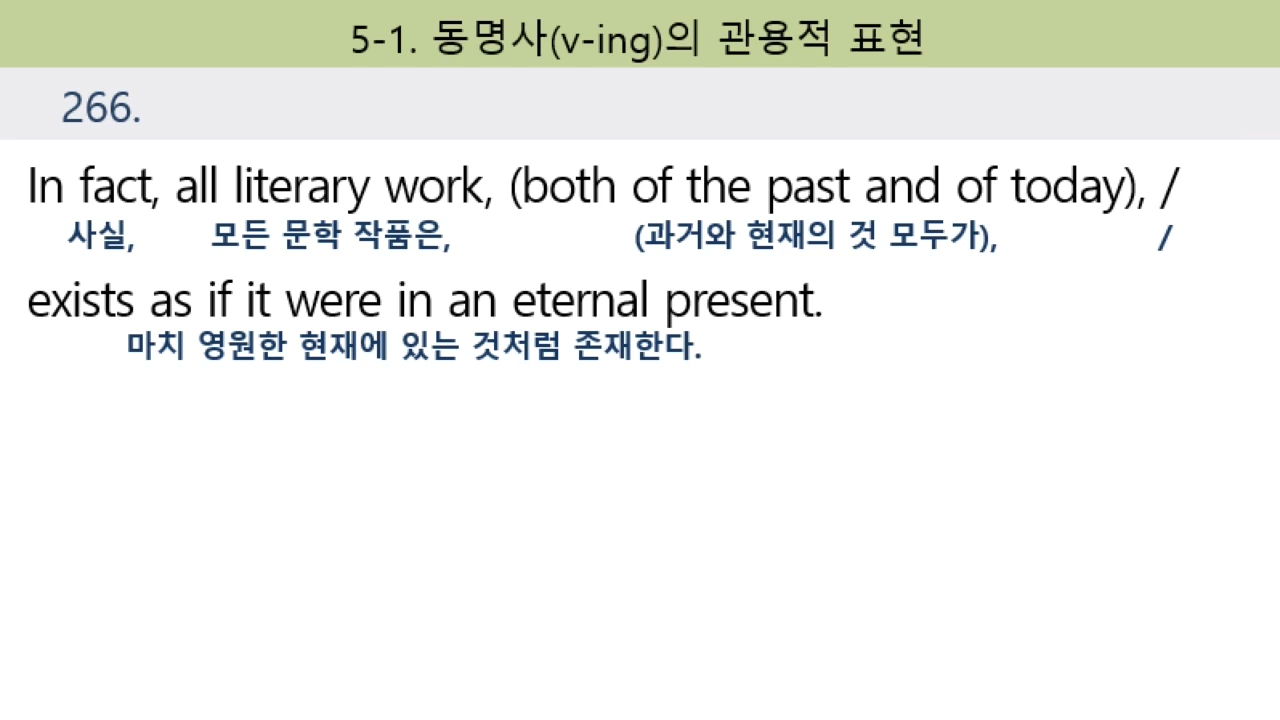 5-1. 동명사(v-ing)의 관용적 표현
266.
In fact, all literary work, (both of the past and of today), /
사실, 모든 문학 작품은, (과거와 현재의 것 모두가), /
exists as if it were in an eternal present.
마치 영원한 현재에 있는 것처럼 존재한다.